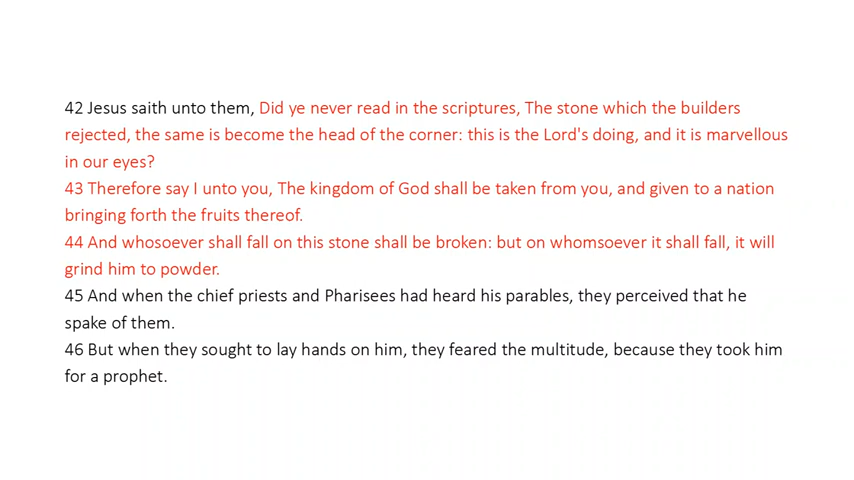 42 Jesus saith unto them, Did ye never read in the scriptures, The stone which the builders
rejected, the same is become the head of the corner: this is the Lord's doing, and it is marvellous
in our eyes?
43 Therefore say I unto you, The kingdom of God shall be taken from you, and given to a nation
bringing forth the fruits thereof.
44 And whosoever shall fall on this stone shall be broken: but on whomsoever it shall fall, it will
grind him to powder.
45 And when the chief priests and Pharisees had heard his parables, they perceived that he
spake of them.
46 But when they sought to lay hands on him, they feared the multitude, because they took him
for a prophet.